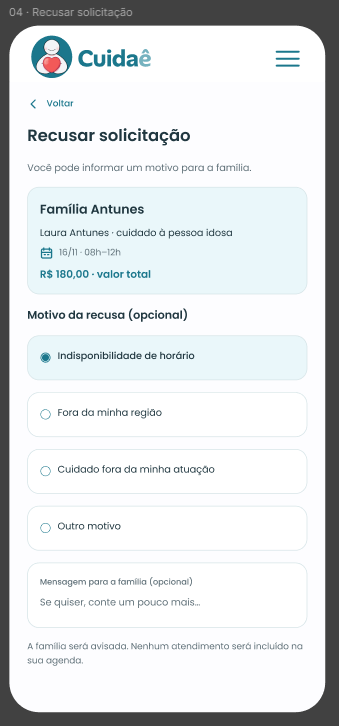 04 · Recusar solicitação
Cuidaê
Voltar
Recusar solicitação
Você pode informar um motivo para a família.
Família Antunes
Laura Antunes · cuidado à pessoa idosa
16/11 · 08h–12h
R$ 180,00 · valor total
Motivo da recusa (opcional)
Indisponibilidade de horário
Fora da minha região
Cuidado fora da minha atuação
Outro motivo
Mensagem para a família (opcional)
Se quiser, conte um pouco mais...
A família será avisada. Nenhum atendimento será incluído na
sua agenda.